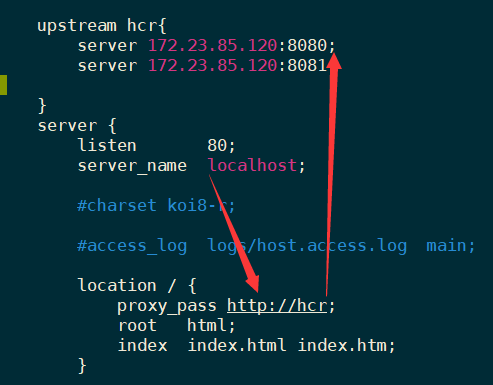 upstream hcr{
server 172.23.85.120:8080;
server 172.23.85.120:8081
}
server {
listen 80;
server_name localhost;
#charset koi8-r;
#access_log logs/host.access.log main;
location / {
proxy_pass http://hcr;
root html;
index index.html index.htm;
}